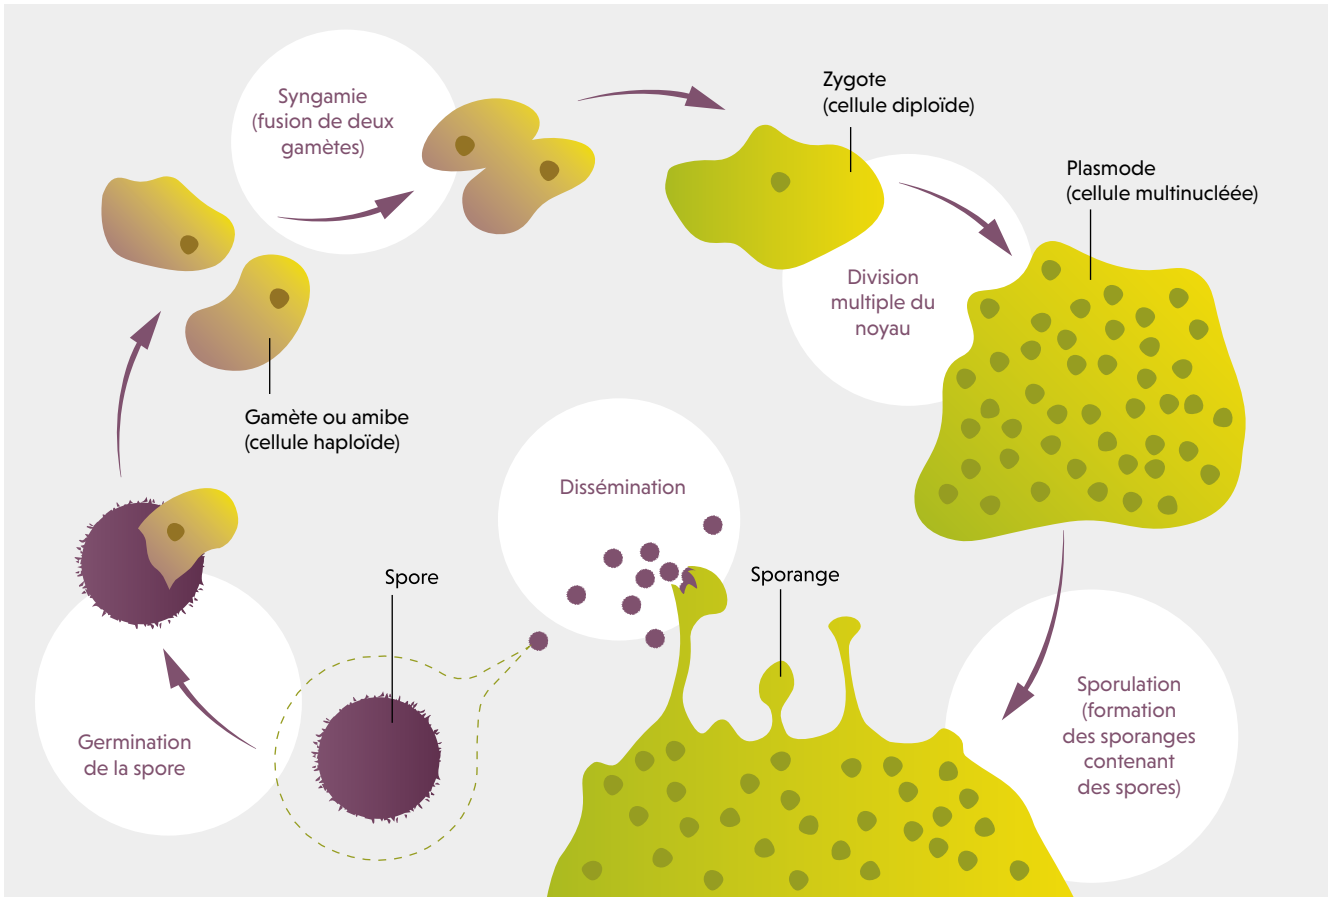 Syngamie
(fusion de deux
gamètes)
Zygote
(cellule diploïde)
Plasmode
(cellule multinucléée)
Division
multiple du
noyau
Gamète ou amibe
(cellule haploïde)
Dissémination
Spore
Sporange
Sporulation
(formation
des sporanges
contenant
des spores)
Germination
de la spore